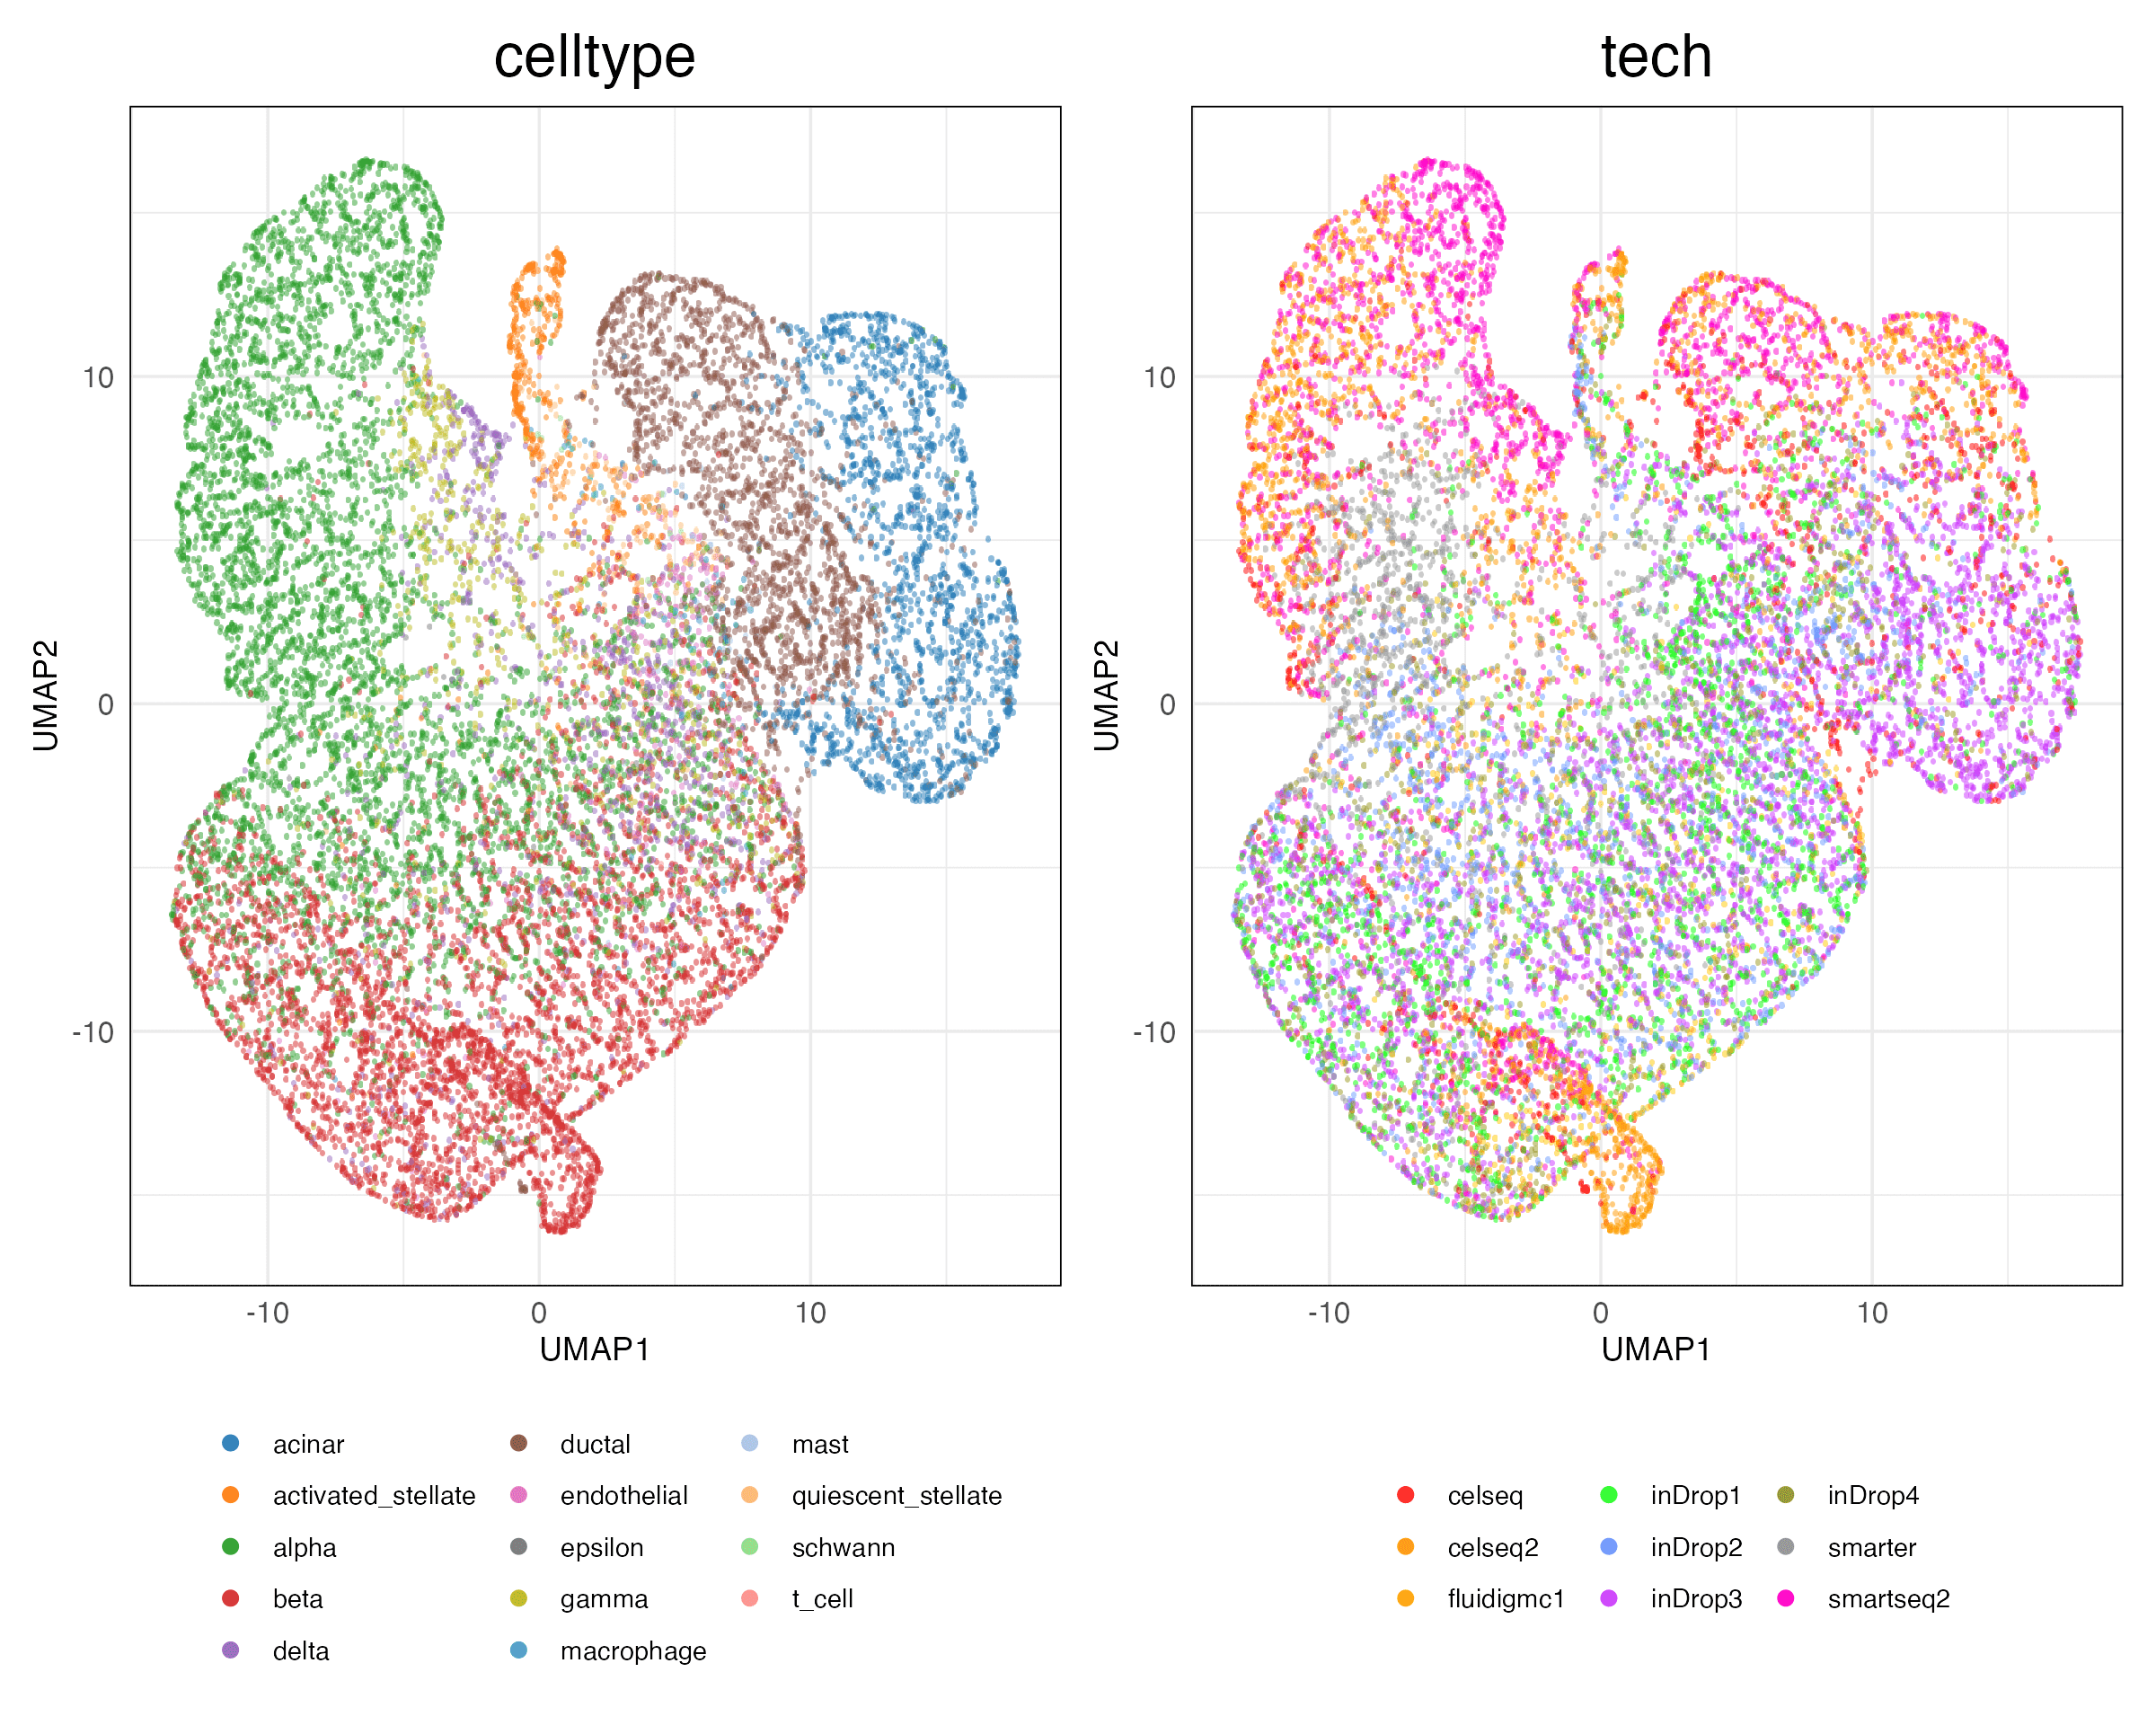 celltype
tech
10
0
-10
UMAP2
-10
0
10
UMAP1
10
0
-10
UMAP2
-10
0
10
UMAP1
acinar
activated_stellate
alpha
beta
delta
ductal
endothelial
epsilon
gamma
macrophage
mast
quiescent_stellate
schwann
t_cell
celseq
celseq2
fluidigmc1
inDrop1
inDrop2
inDrop3
inDrop4
smarter
smartseq2